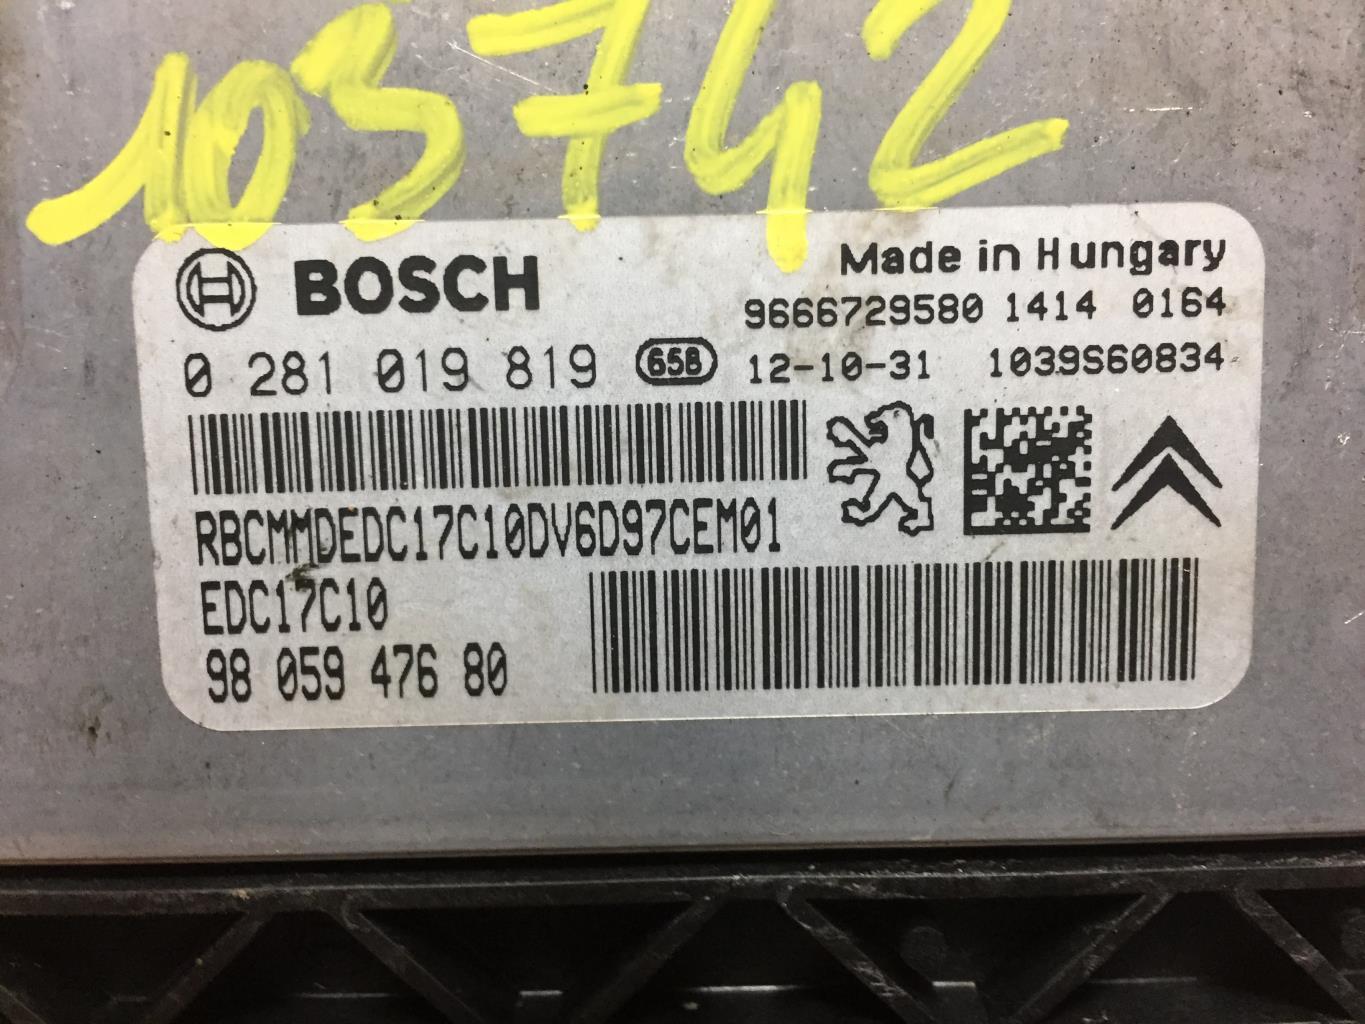 105742
BOSCH
Made in Hungary
9666729580 1414 0164
0 281 019 819 658 12-10-31 1039S60834
RBCMMDEDC17C10DV6D97CEM01
EDC17C10
98 059 476 80